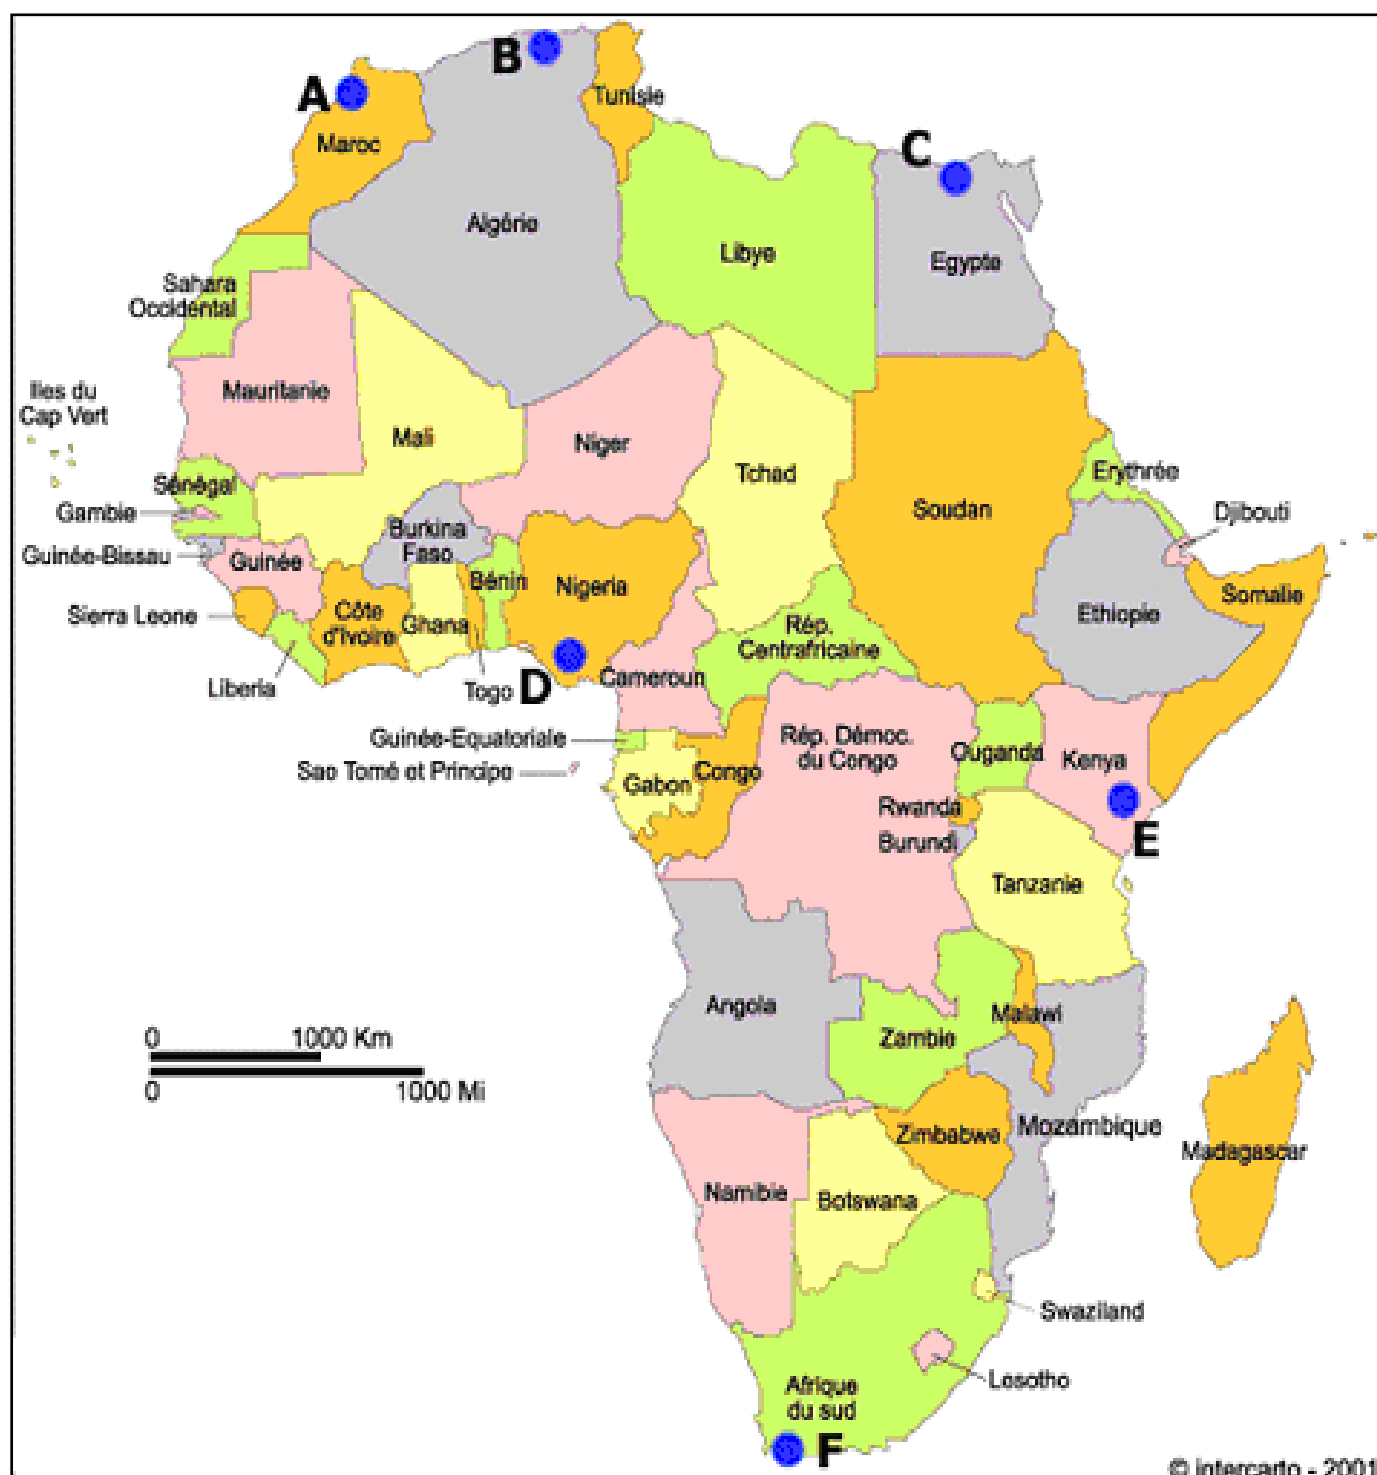 B
A
Tunisie
Maroc
C
Algérie
Libye
Egypte
Sahara
Occidental
Iles du
Cap Vert
Mauritanie
Mali
Niger
Tchad
Soudan
Erythrée
Sénégal
Gambie
Djibouti
Guinée-Bissau
Guinée
Burkina
Faso
Bénin
Nigeria
Somalie
Ethiopie
Sierra Leone
Côte
d'Ivoire
Ghana
Rép.
Centrafricaine
Liberia
Togo
D
Cameroun
Guinée-Equatoriale
Sao Tomé et Principe
Gabon
Congo
Rép. Démoc.
du Congo
Ouganda
Kenya
Rwanda
Burundi
E
Tanzanie
Angola
Malawi
Zambie
0 1000 Km
0 1000 Mi
Mozambique
Zimbabwe
Madagascar
Namibie
Botswana
Swaziland
Lesotho
Afrique
du sud
F
© intercarto - 2001